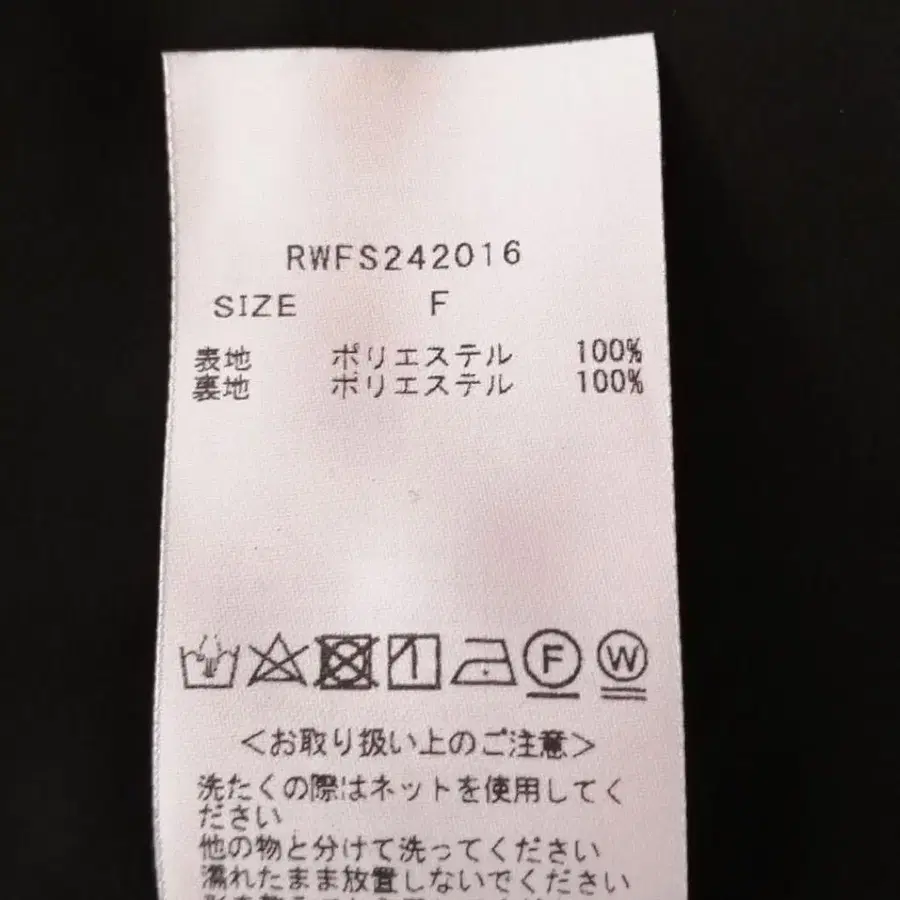 RWFS242016
SIZE F
表地 ポリエステル 100%
裏地 ポリエステル 100%
F W
<お取り扱い上のご注意>
洗たくの際はネットを使用してく
ださい
他の物と分けて洗ってください
濡れたまま放置しないでください